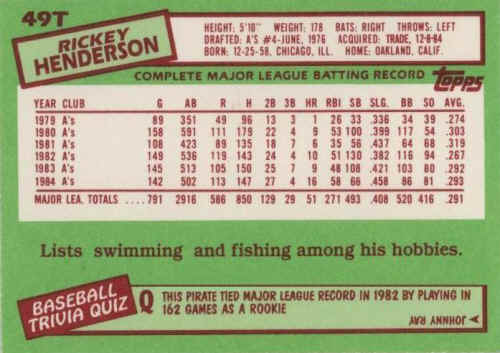 49T
RICKEY
HENDERSON
HEIGHT: 5'10" WEIGHT: 178 BATS: RIGHT THROWS: LEFT
DRAFTED: A's #4-JUNE, 1976 ACQUIRED: TRADE, 12-8-84
BORN: 12-25-58, CHICAGO, ILL. HOME: OAKLAND, CALIF.
COMPLETE MAJOR LEAGUE BATTING RECORD topps
YEAR CLUB G AB R H 2B 3B HR RBI SB SLG. BB SO AVG.
1979 A's 89 351 49 96 13 3 1 26 33 .336 34 39 .274
1980 A's 158 591 111 179 22 4 9 53 100 .399 117 54 .303
1981 A's 108 423 89 135 18 7 6 35 56 .437 64 68 .319
1982 A's 149 536 119 143 24 4 10 51 130 .382 116 94 .267
1983 A's 145 513 105 150 25 7 9 48 108 .421 103 80 .292
1984 A's 142 502 113 147 27 4 16 58 66 .458 86 81 .293
MAJOR LEA. TOTALS 791 2916 586 850 129 29 51 271 493 .408 520 416 .291
Lists swimming and fishing among his hobbies.
BASEBALL
TRIVIA QUIZ
Q THIS PIRATE TIED MAJOR LEAGUE RECORD IN 1982 BY PLAYING IN
162 GAMES AS A ROOKIE
A JOHNNY RAY